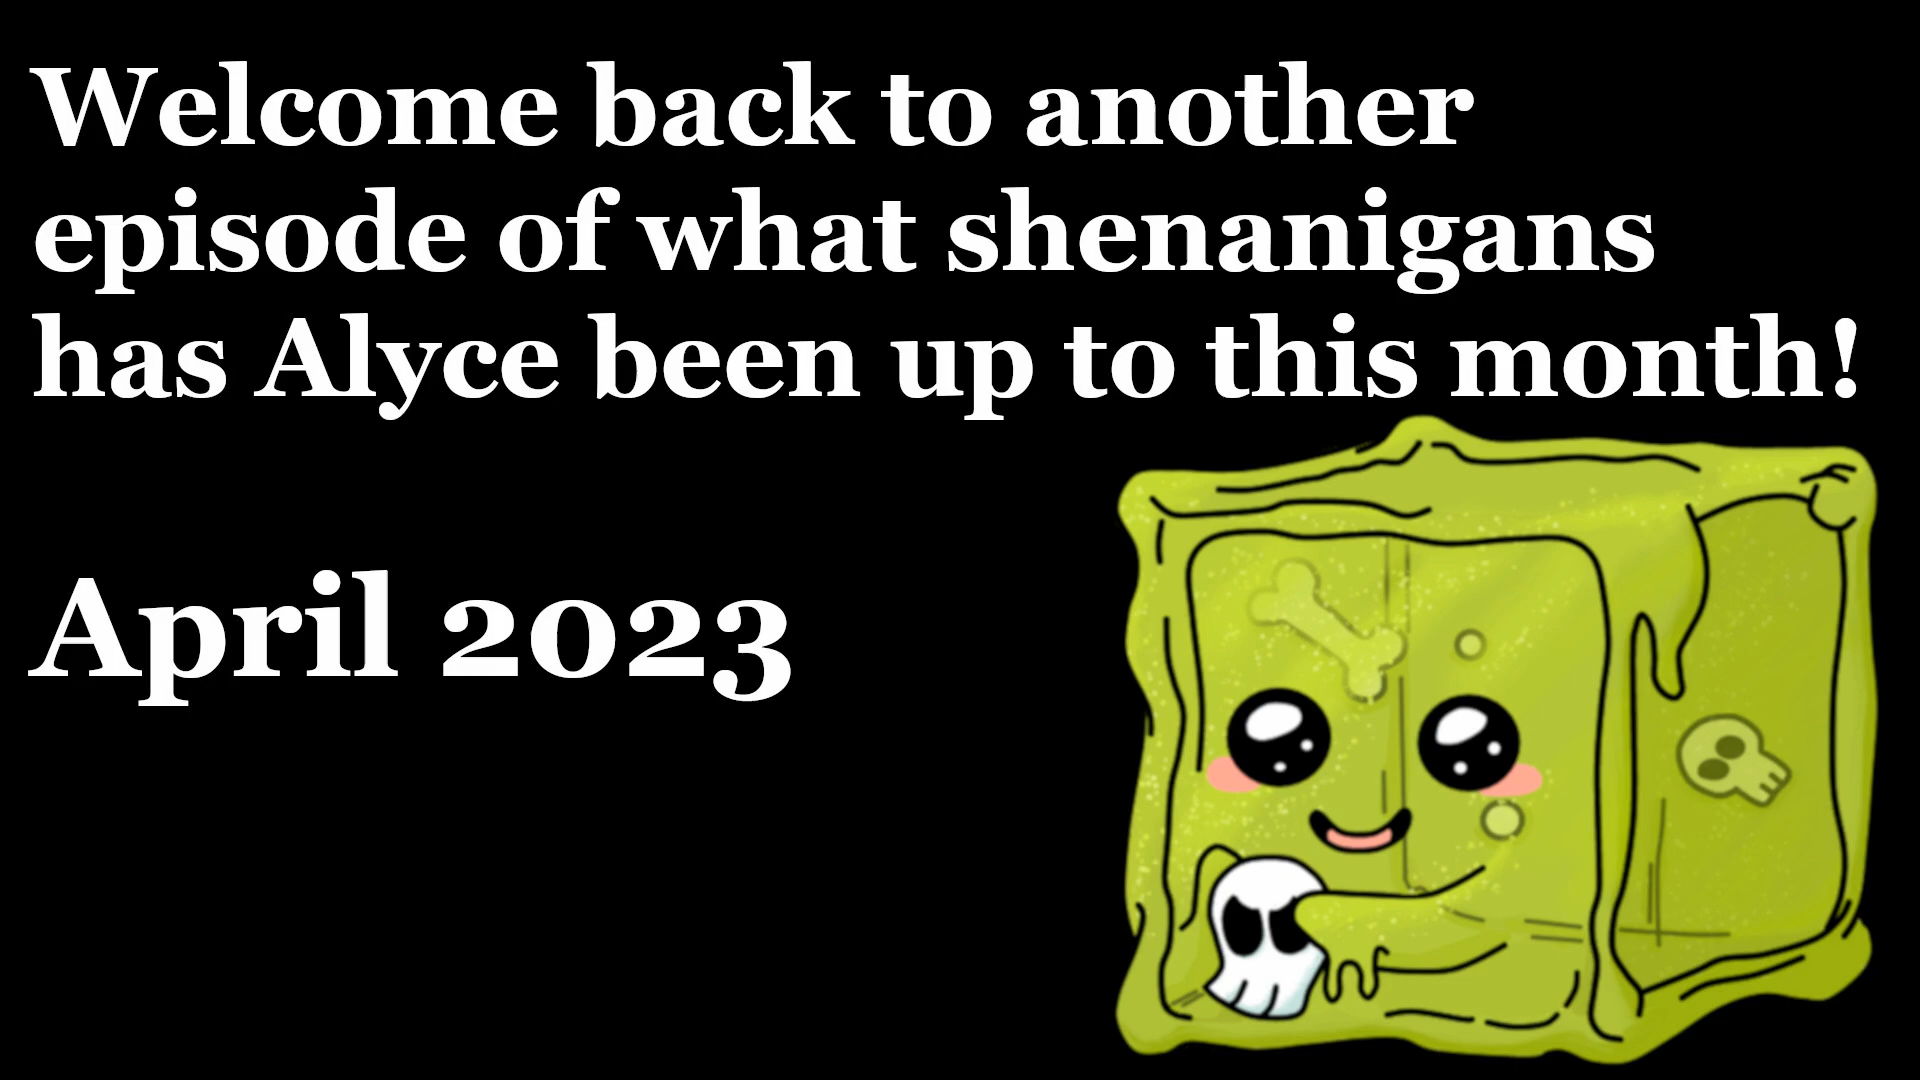 Welcome back to another
episode of what shenanigans
has Alyce been up to this month!
April 2023